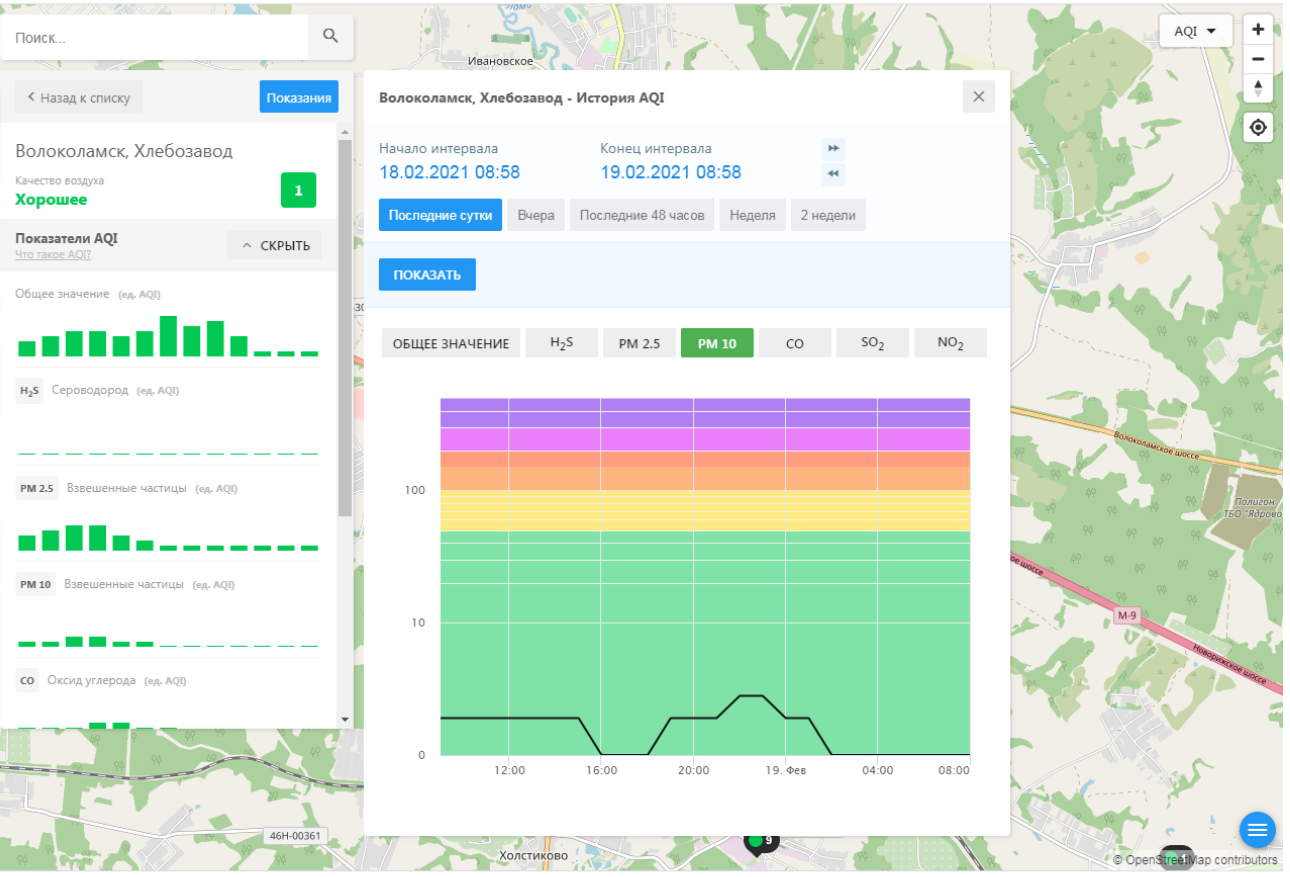 Ивановское
Поиск...
AQI
Назад к списку
Показания
Волоколамск, Хлебозавод
Качество воздуха
Хорошее
1
Показатели AQI
Что такое AQI?
СКРЫТЬ
Общее значение (ед. AQI)
H₂S Сероводород (ед. AQI)
PM 2.5 Взвешенные частицы (ед. AQI)
PM 10 Взвешенные частицы (ед. AQI)
CO Оксид углерода (ед. AQI)
Волоколамск, Хлебозавод - История AQI
Начало интервала
18.02.2021 08:58
Конец интервала
19.02.2021 08:58
Последние сутки Вчера Последние 48 часов Неделя 2 недели
ПОКАЗАТЬ
ОБЩЕЕ ЗНАЧЕНИЕ H₂S PM 2.5 PM 10 CO SO₂ NO₂
100
10
0
12:00 16:00 20:00 19. Фев 04:00 08:00
Волоколамское шоссе
Полигон
ТБО "Ядрово
М-9
Новорижское шоссе
46Н-00361
Холстиково
9
© OpenStreetMap contributors